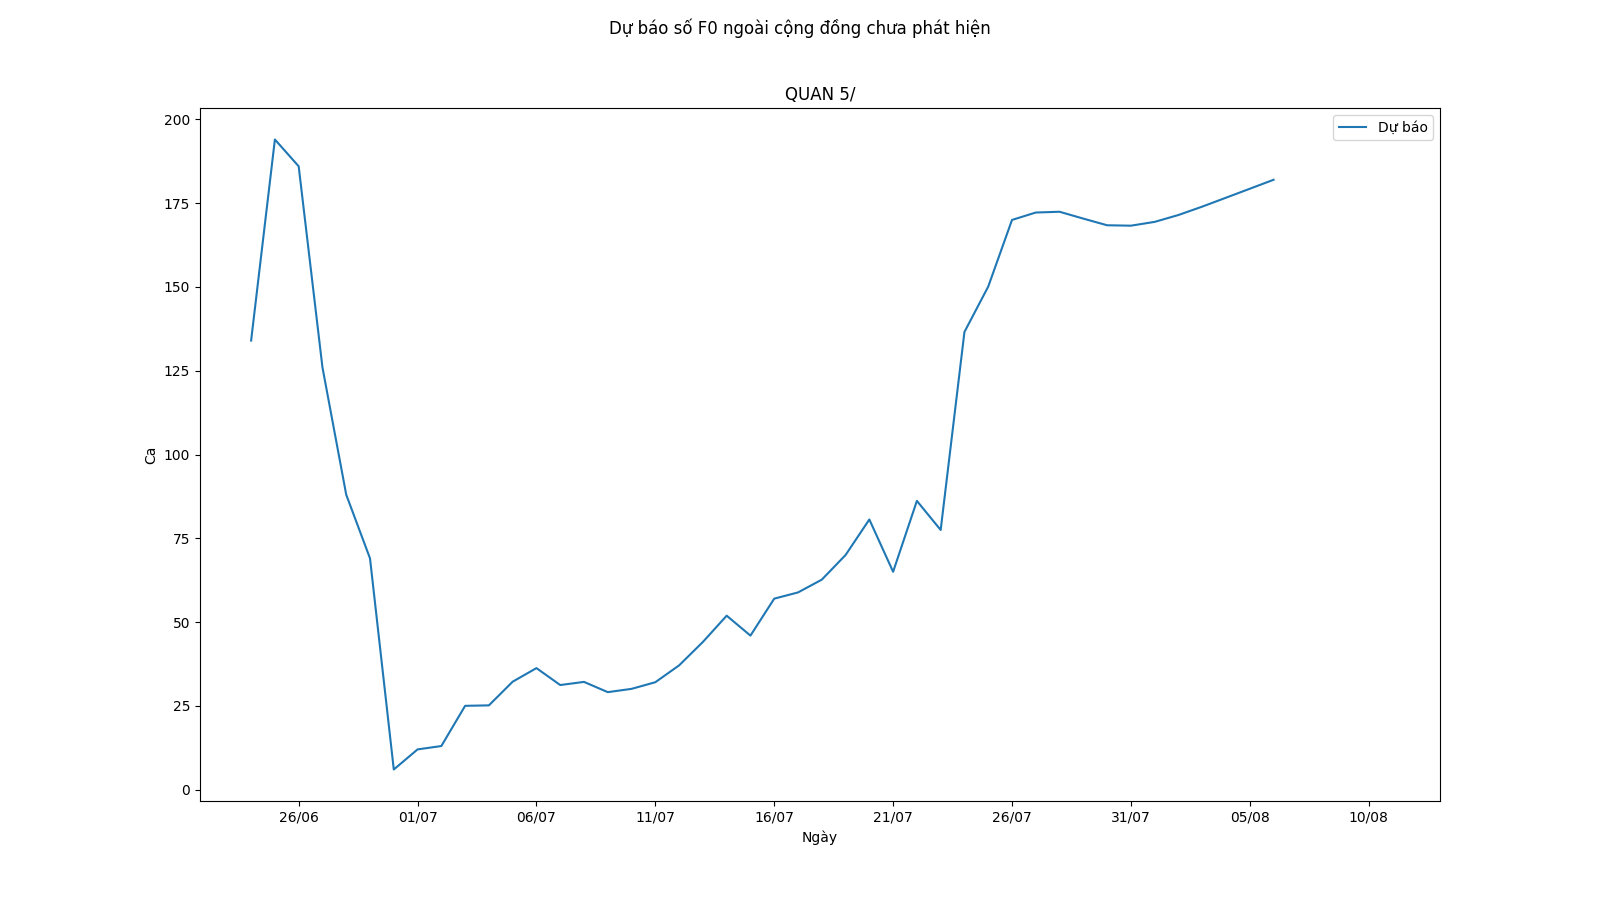 Dự báo số F0 ngoài cộng đồng chưa phát hiện
QUAN 5/
Dự báo
200
175
150
125
100
75
50
25
0
Ca
26/06 01/07 06/07 11/07 16/07 21/07 26/07 31/07 05/08 10/08
Ngày